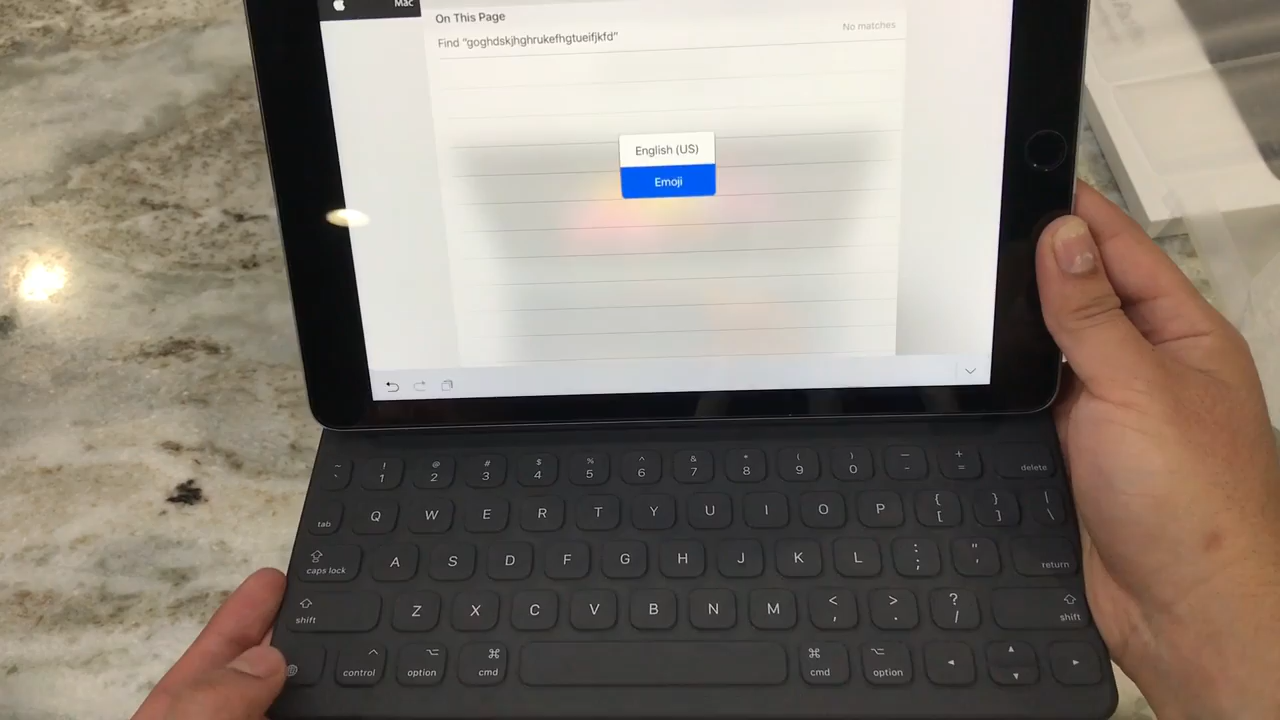 Mac
On This Page
Find "goghdskjhghrukefhgtueifjkfd"
No matches
English (US)
Emoji
~ ` ! 1 @ 2 # 3 $ 4 % 5 ^ 6 & 7 * 8 ( 9 ) 0 — - + = delete
tab Q W E R T Y U I O P { [ } ] | \
caps lock A S D F G H J K L : ; " ' return
shift Z X C V B N M < , > . ? / shift
control option cmd cmd option